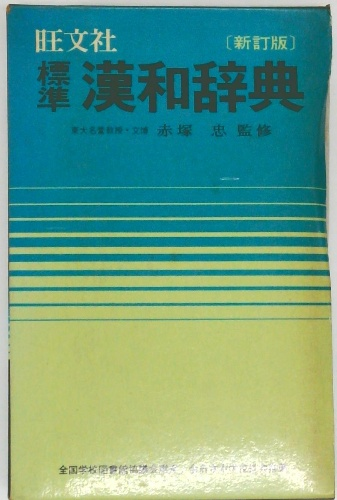 旺文社
〔新訂版〕
標準 漢和辞典
東大名誉教授・文博 赤塚 忠 監修
全国学校図書館協議会選定